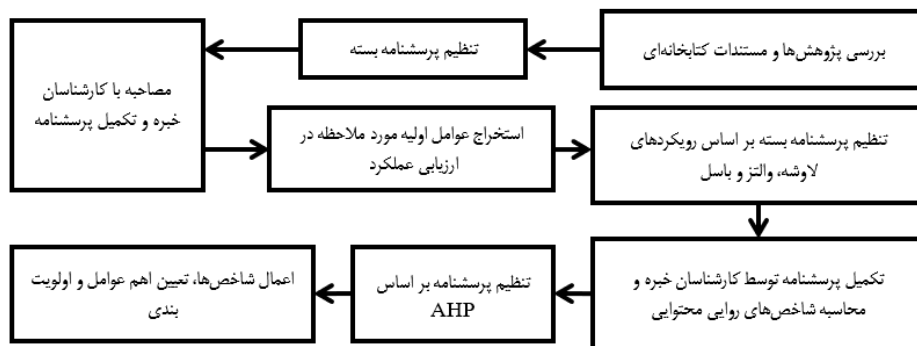 بررسی پژوهش‌ها و مستندات کتابخانه‌ای
تنظیم پرسشنامه بسته
مصاحبه با کارشناسان
خبره و تکمیل پرسشنامه
استخراج عوامل اولیه مورد ملاحظه در
ارزیابی عملکرد
تنظیم پرسشنامه بسته بر اساس رویکردهای
لاوشه، والتز و باسل
تکمیل پرسشنامه توسط کارشناسان خبره و
محاسبه شاخص‌های روایی محتوایی
تنظیم پرسشنامه بر اساس
AHP
اعمال شاخص‌ها، تعیین اهم عوامل و اولویت
بندی